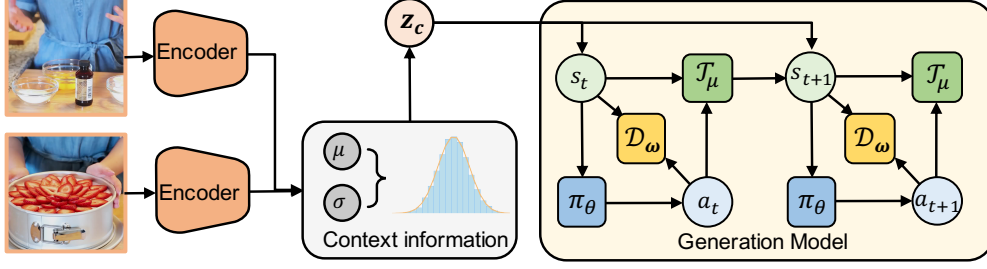 Encoder
Encoder
z_c
μ
σ
Context information
s_t
𝒯_μ
s_{t+1}
𝒯_μ
𝒟_ω
𝒟_ω
π_θ
a_t
π_θ
a_{t+1}
Generation Model